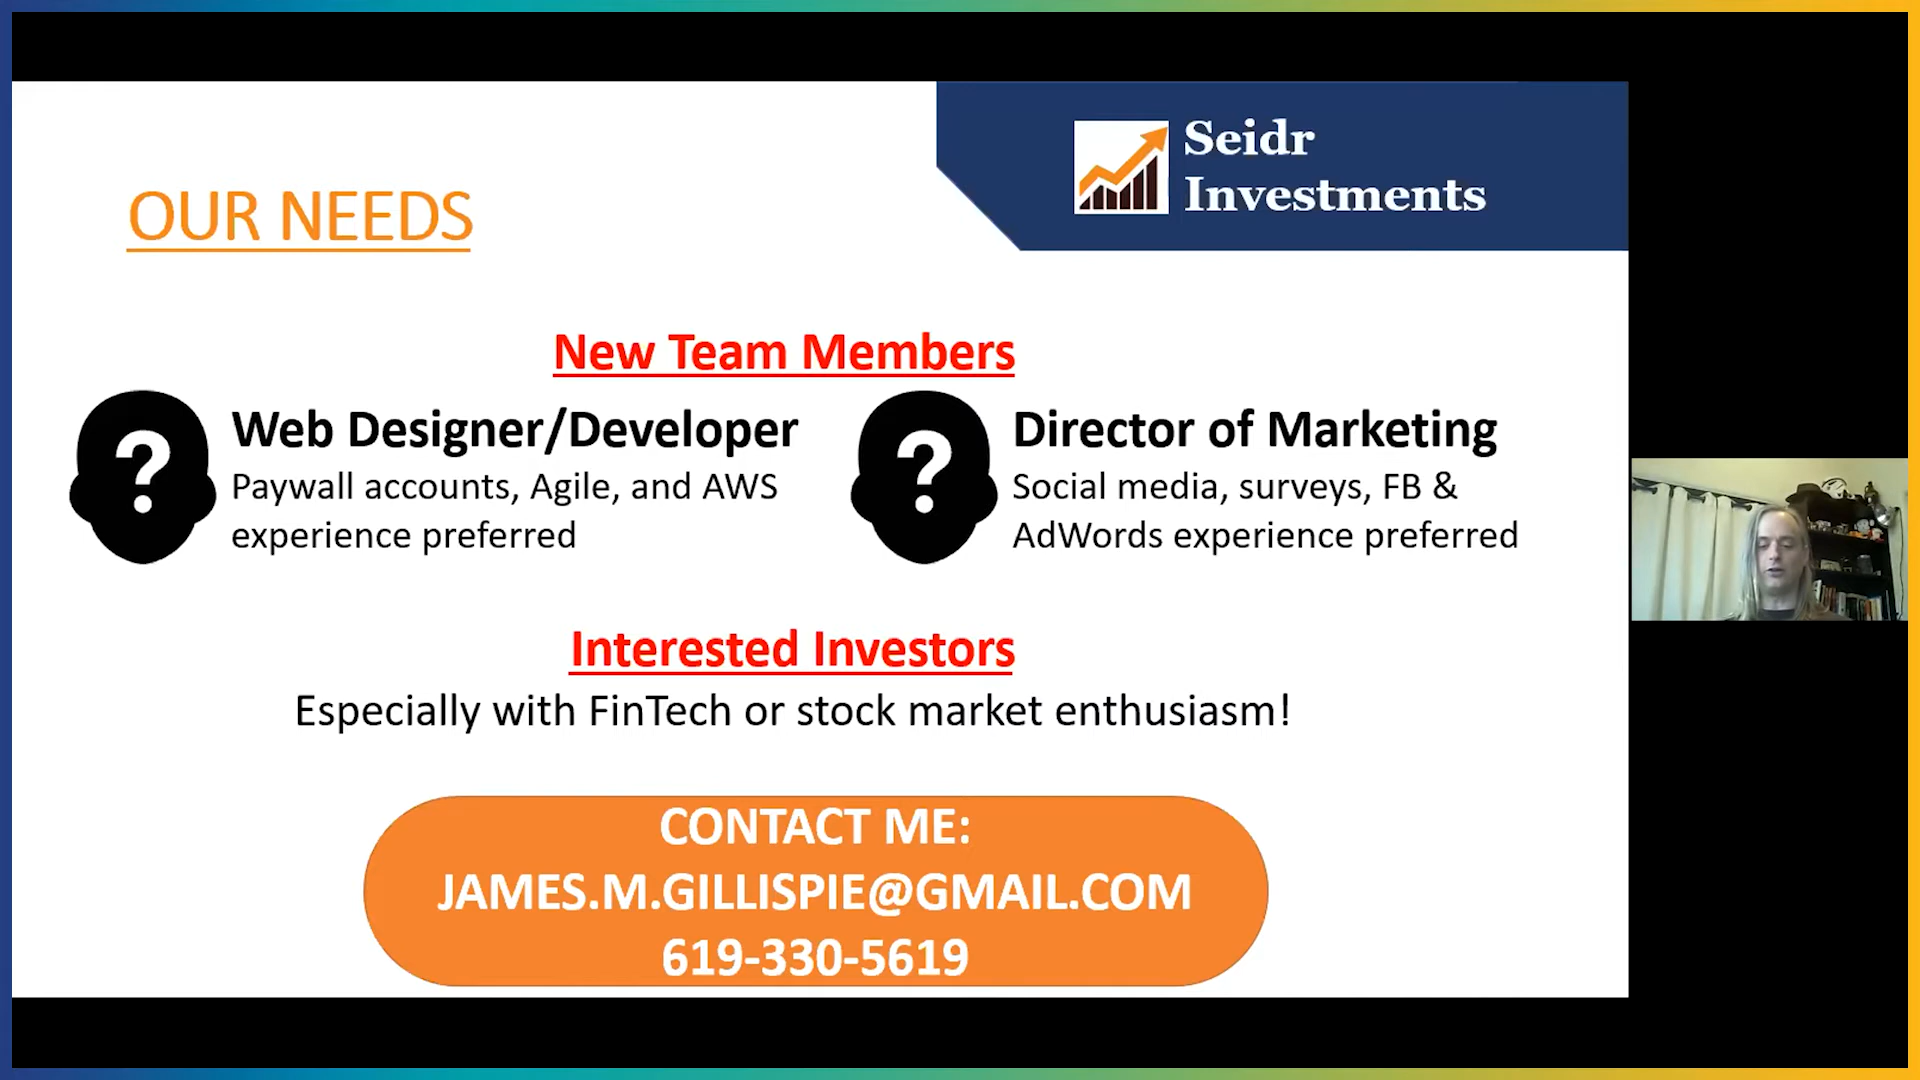 Seidr
Investments
OUR NEEDS
New Team Members
?
Web Designer/Developer
Paywall accounts, Agile, and AWS
experience preferred
?
Director of Marketing
Social media, surveys, FB &
AdWords experience preferred
Interested Investors
Especially with FinTech or stock market enthusiasm!
CONTACT ME:
JAMES.M.GILLISPIE@GMAIL.COM
619-330-5619